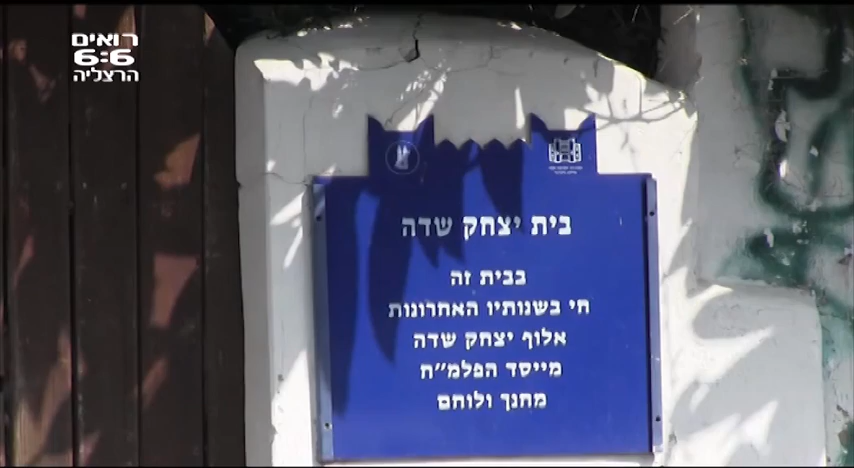 רואים
6:6
הרצליה
בית יצחק שדה
בבית זה
חי בשנותיו האחרונות
אלוף יצחק שדה
מייסד הפלמ״ח
מחנך ולוחם